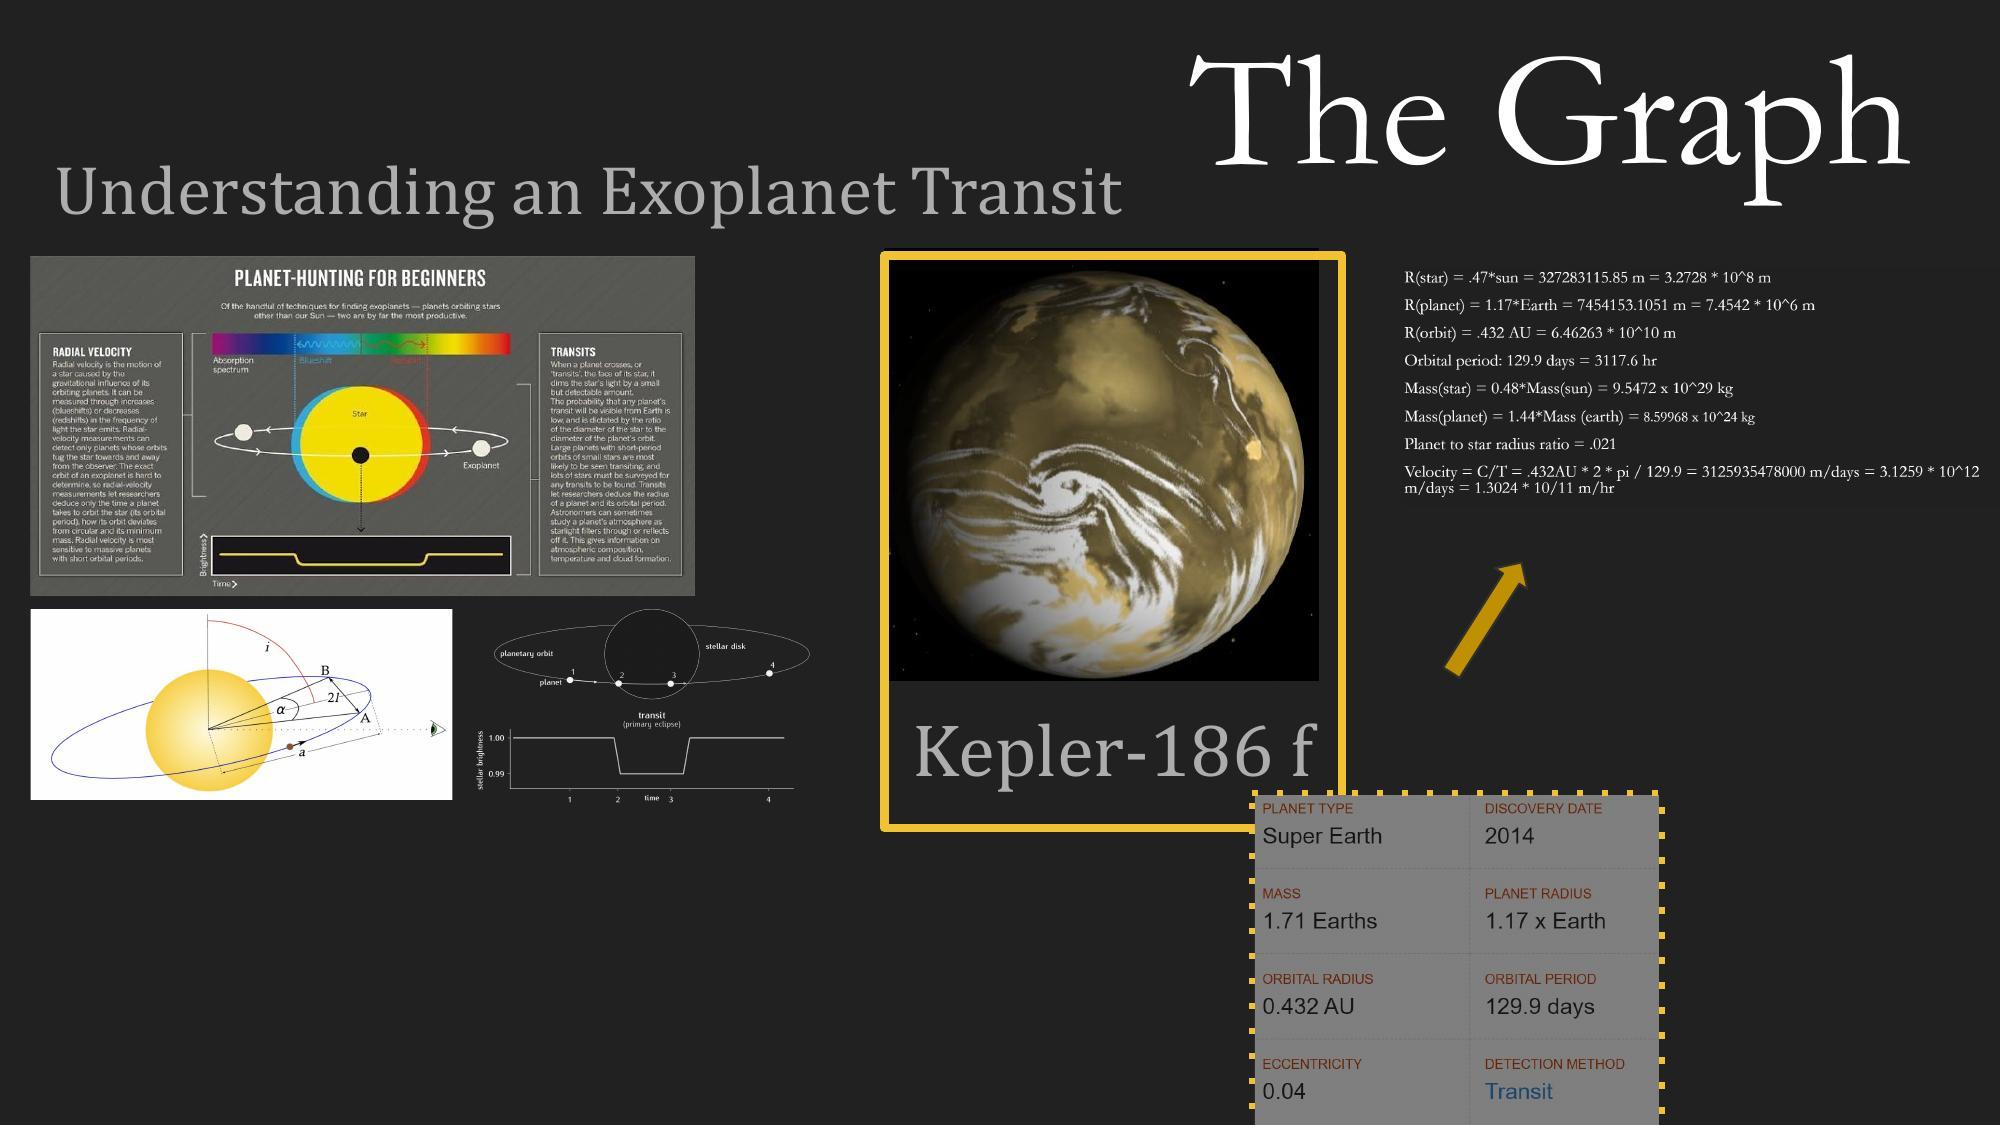 The Graph
Understanding an Exoplanet Transit
PLANET-HUNTING FOR BEGINNERS
Of the handful of techniques for finding exoplanets — planets orbiting stars
other than our Sun — two are by far the most productive.
RADIAL VELOCITY
Radial velocity is the motion of
a star caused by the
gravitational influence of its
orbiting planets. It can be
measured through increases
(blueshifts) or decreases
(redshifts) in the frequency of
light the star emits. Radial-
velocity measurements can
detect only planets whose orbits
tug the star towards and away
from the observer. The exact
orbit of an exoplanet is hard to
determine, so radial-velocity
measurements let researchers
deduce only the time a planet
takes to orbit the star (its orbital
period), how its orbit deviates
from circular and its minimum
mass. Radial velocity is most
sensitive to massive planets
with short orbital periods.
Absorption
spectrum
Blueshift
Star
Exoplanet
Brightness
Time
TRANSITS
When a planet crosses, or
'transits', the face of its star, it
dims the star's light by a small
but detectable amount.
The probability that any planet's
transit will be visible from Earth is
low, and is dictated by the ratio
of the diameter of the star to the
diameter of the planet's orbit.
Large planets with short-period
orbits of small stars are most
likely to be seen transiting, and
lots of stars must be surveyed for
any transits to be found. Transits
let researchers deduce the radius
of a planet and its orbital period.
Astronomers can sometimes
study a planet's atmosphere as
starlight filters through or reflects
off it. This gives information on
atmospheric composition,
temperature and cloud formation.
i
B
2l
α
A
a
planetary orbit
stellar disk
planet
1
2
3
4
transit
(primary eclipse)
stellar brightness
1.00
0.99
1 2 time 3 4
Kepler-186 f
R(star) = .47*sun = 327283115.85 m = 3.2728 * 10^8 m
R(planet) = 1.17*Earth = 7454153.1051 m = 7.4542 * 10^6 m
R(orbit) = .432 AU = 6.46263 * 10^10 m
Orbital period: 129.9 days = 3117.6 hr
Mass(star) = 0.48*Mass(sun) = 9.5472 x 10^29 kg
Mass(planet) = 1.44*Mass (earth) = 8.59968 x 10^24 kg
Planet to star radius ratio = .021
Velocity = C/T = .432AU * 2 * pi / 129.9 = 3125935478000 m/days = 3.1259 * 10^12
m/days = 1.3024 * 10/11 m/hr
PLANET TYPE
Super Earth
DISCOVERY DATE
2014
MASS
1.71 Earths
PLANET RADIUS
1.17 x Earth
ORBITAL RADIUS
0.432 AU
ORBITAL PERIOD
129.9 days
ECCENTRICITY
0.04
DETECTION METHOD
Transit